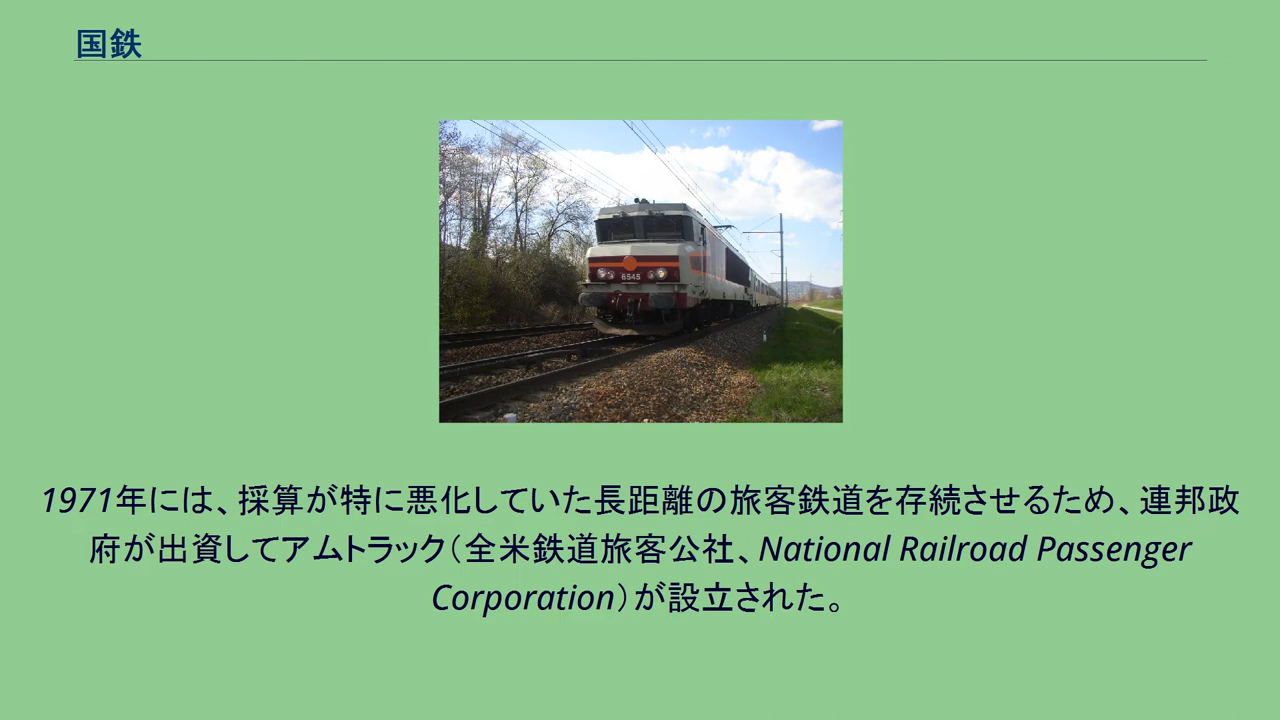 国鉄
6545
1971年には、採算が特に悪化していた長距離の旅客鉄道を存続させるため、連邦政
府が出資してアムトラック（全米鉄道旅客公社、National Railroad Passenger
Corporation）が設立された。